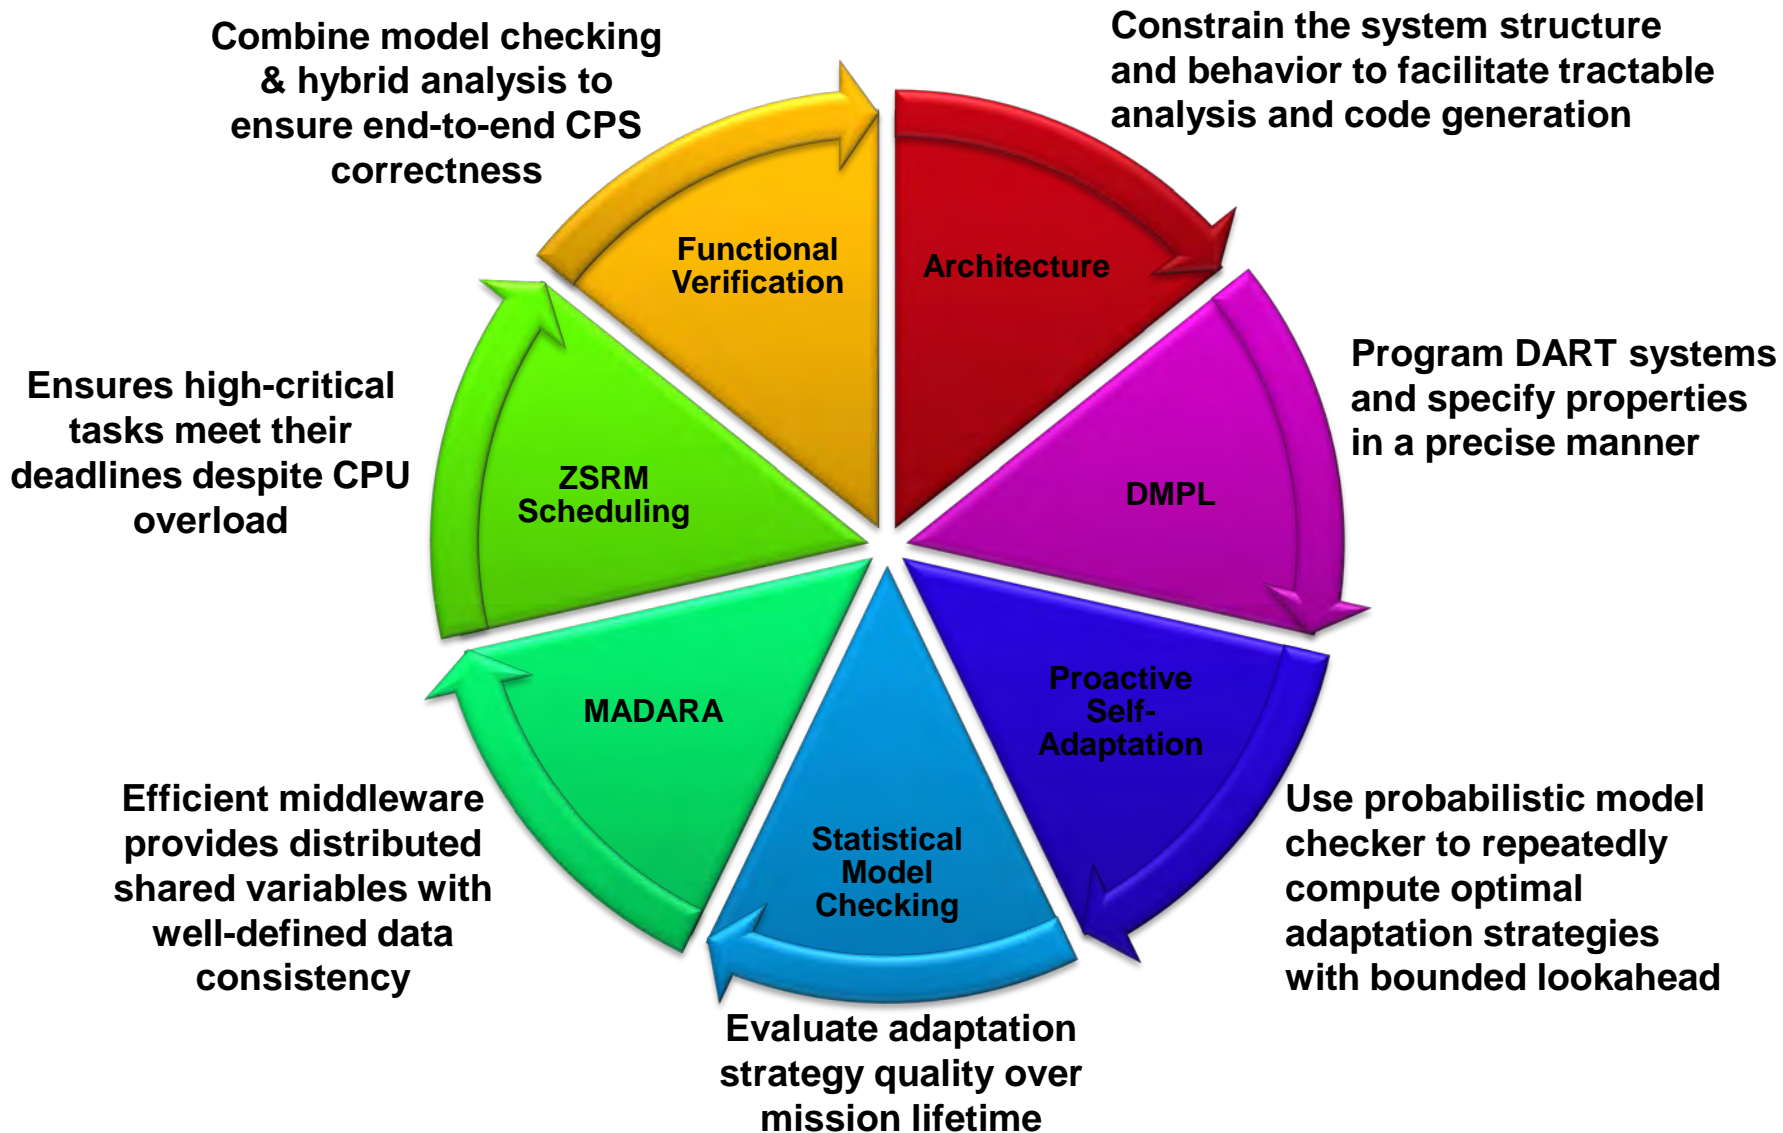 Combine model checking
& hybrid analysis to
ensure end-to-end CPS
correctness
Constrain the system structure
and behavior to facilitate tractable
analysis and code generation
Functional
Verification
Architecture
Ensures high-critical
tasks meet their
deadlines despite CPU
overload
ZSRM
Scheduling
DMPL
Program DART systems
and specify properties
in a precise manner
MADARA
Proactive
Self-
Adaptation
Efficient middleware
provides distributed
shared variables with
well-defined data
consistency
Statistical
Model
Checking
Use probabilistic model
checker to repeatedly
compute optimal
adaptation strategies
with bounded lookahead
Evaluate adaptation
strategy quality over
mission lifetime